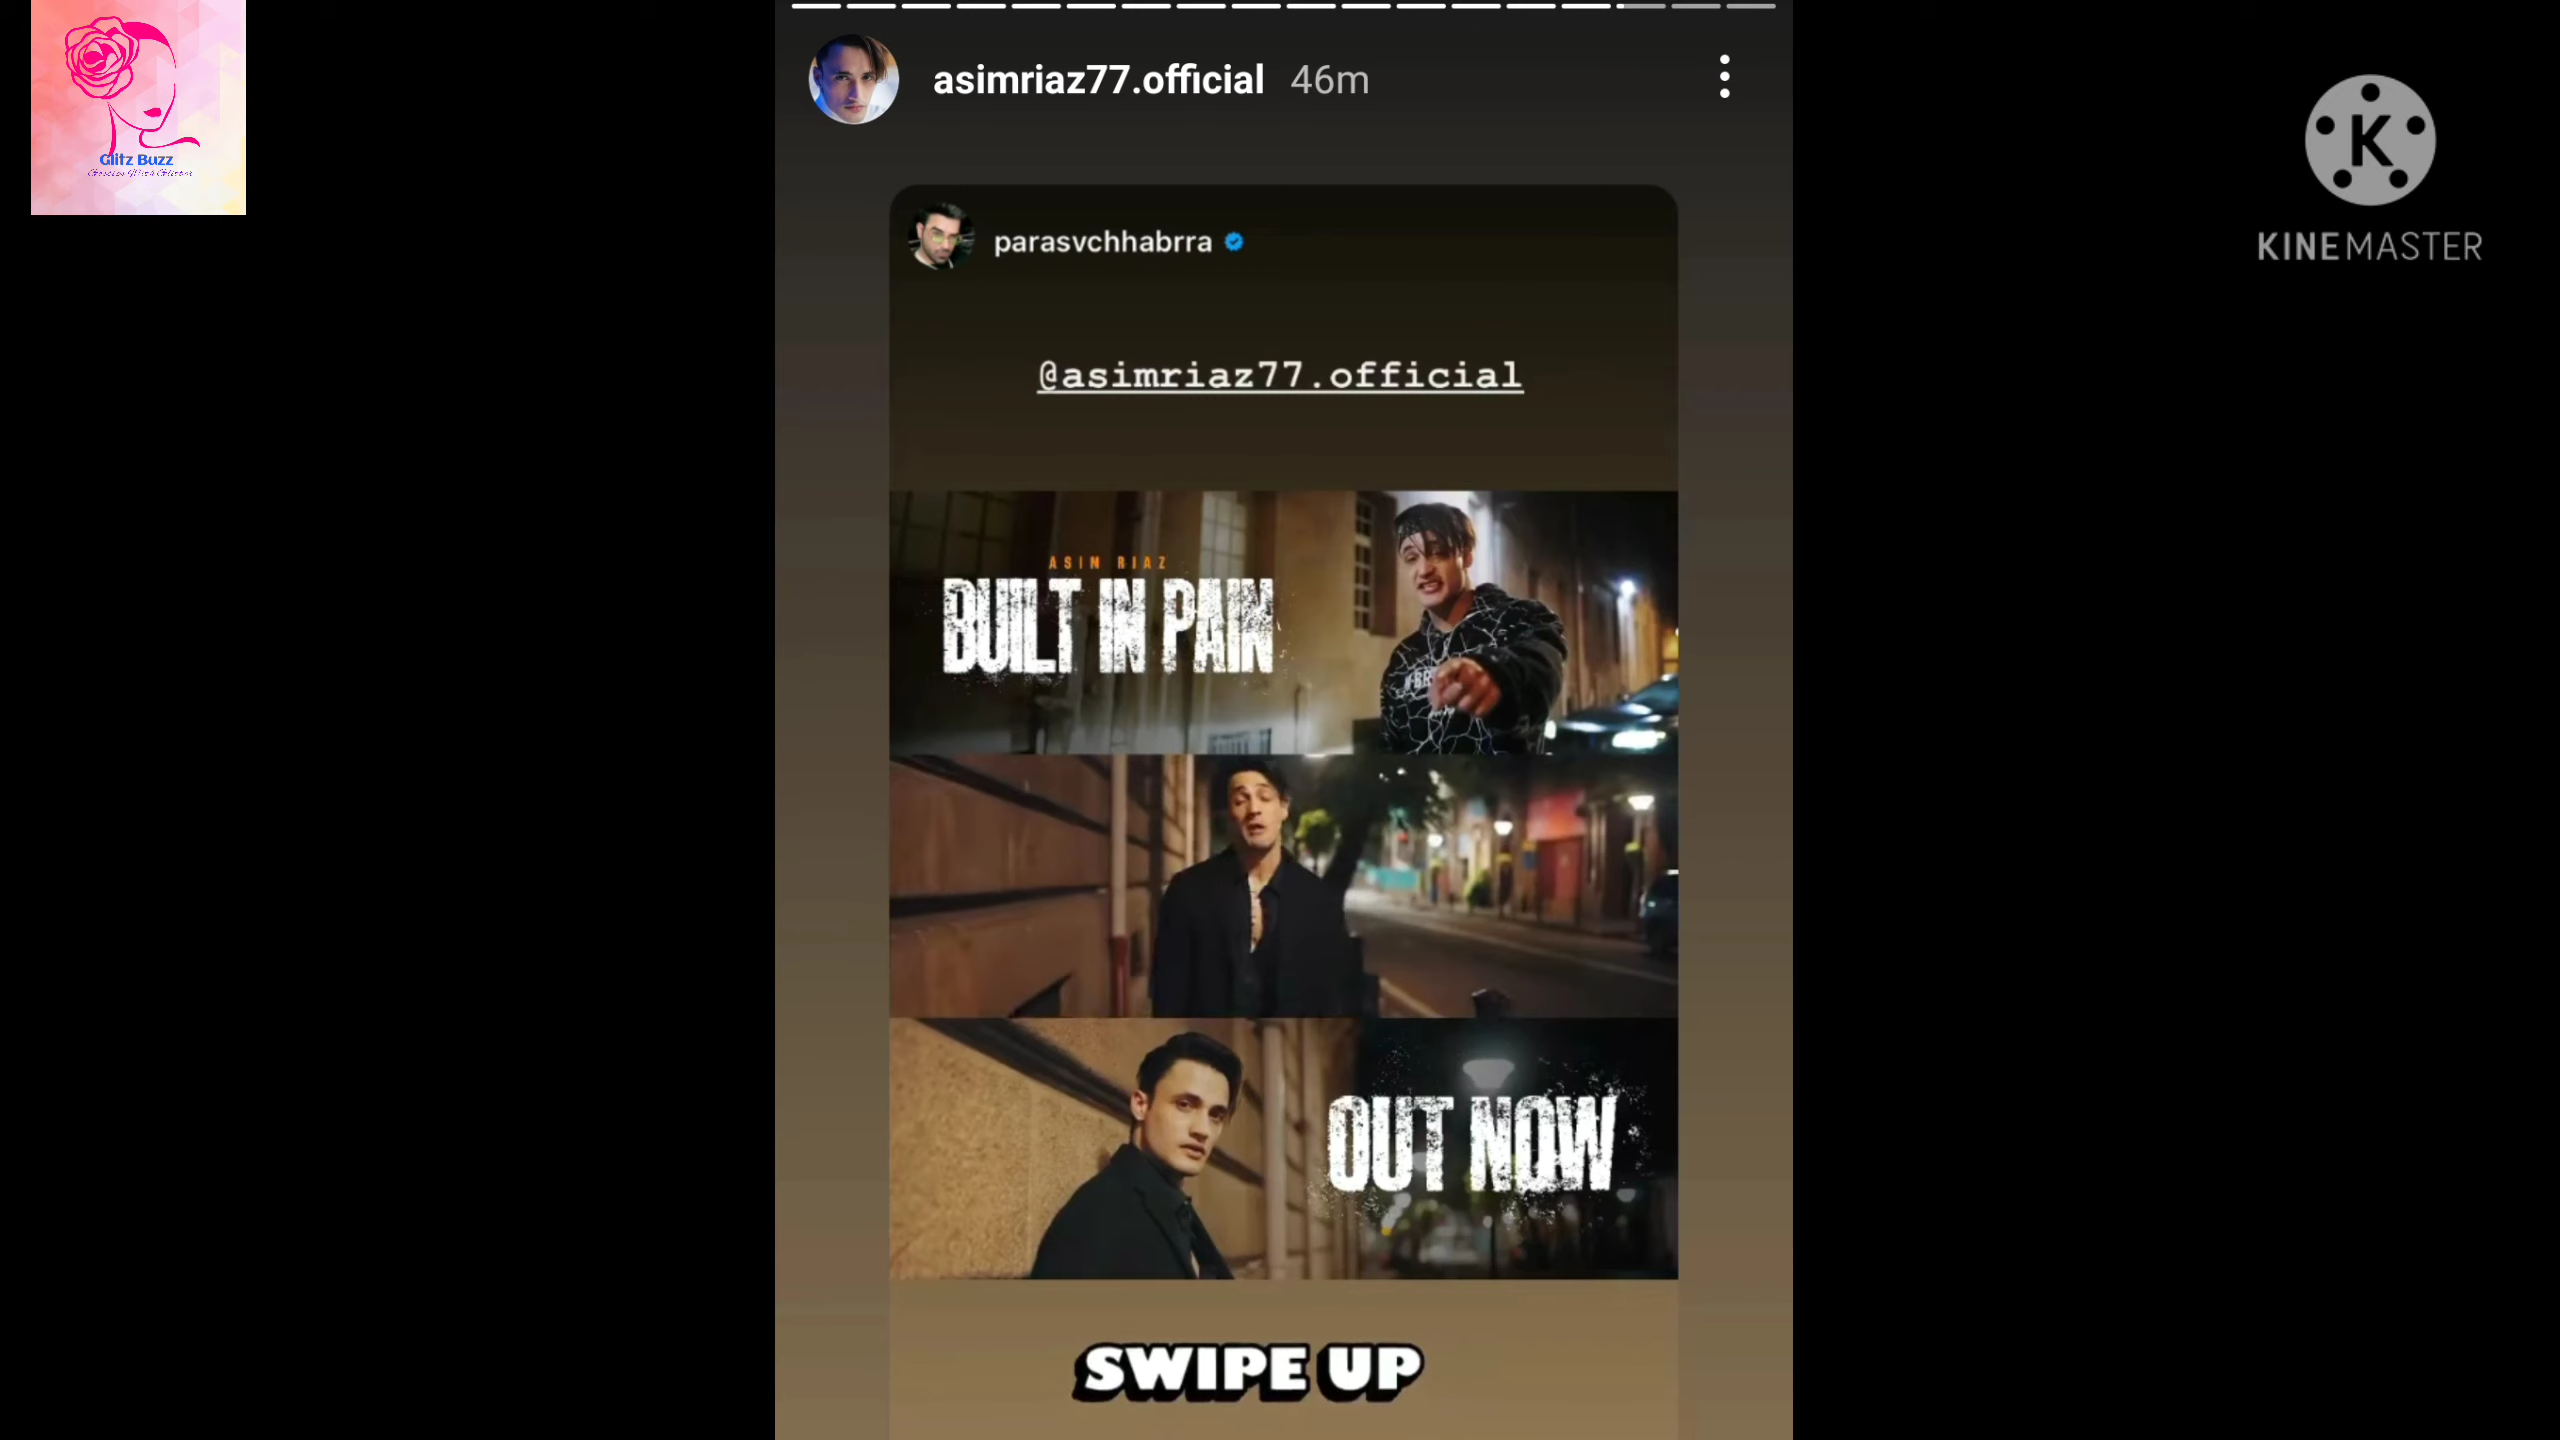 Glitz Buzz
asimriaz77.official 46m
K
KINEMASTER
parasvchhabrra
@asimriaz77.official
ASIM RIAZ
BUILT IN PAIN
OUT NOW
SWIPE UP